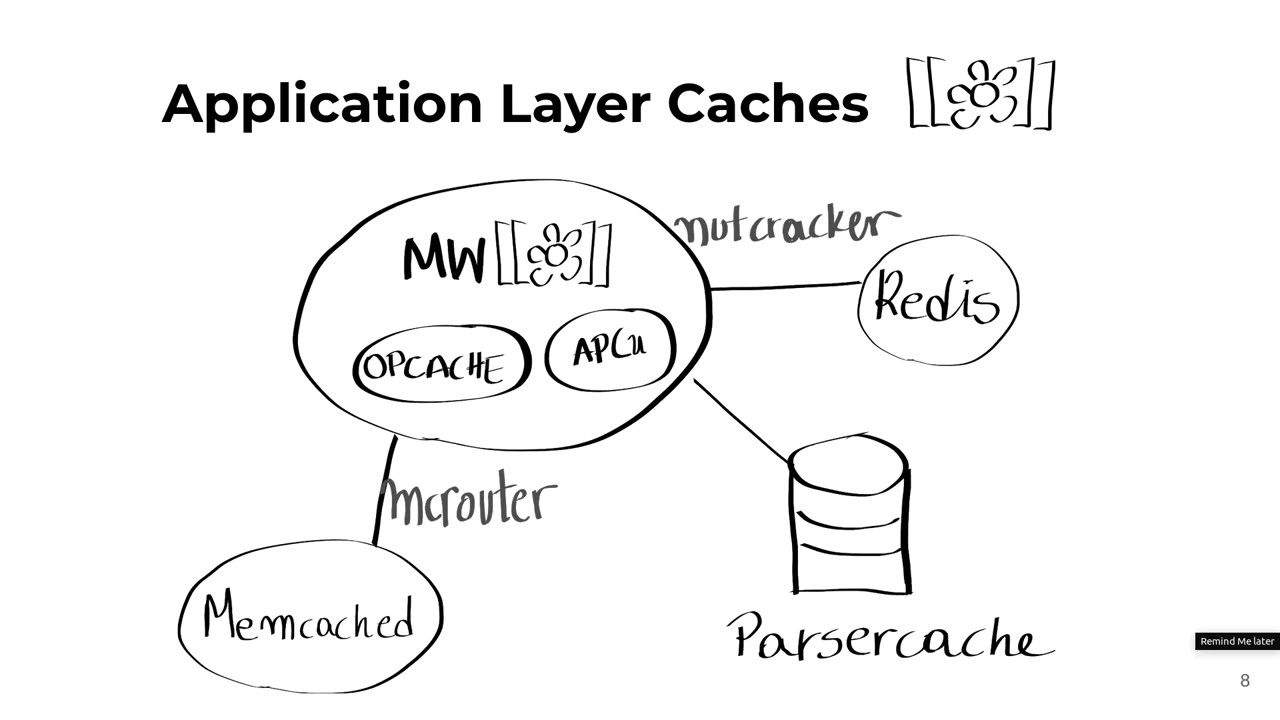 Application Layer Caches
nutcracker
MW
Redis
OPCACHE
APCu
mcrouter
Memcached
Parsercache
Remind Me later
8